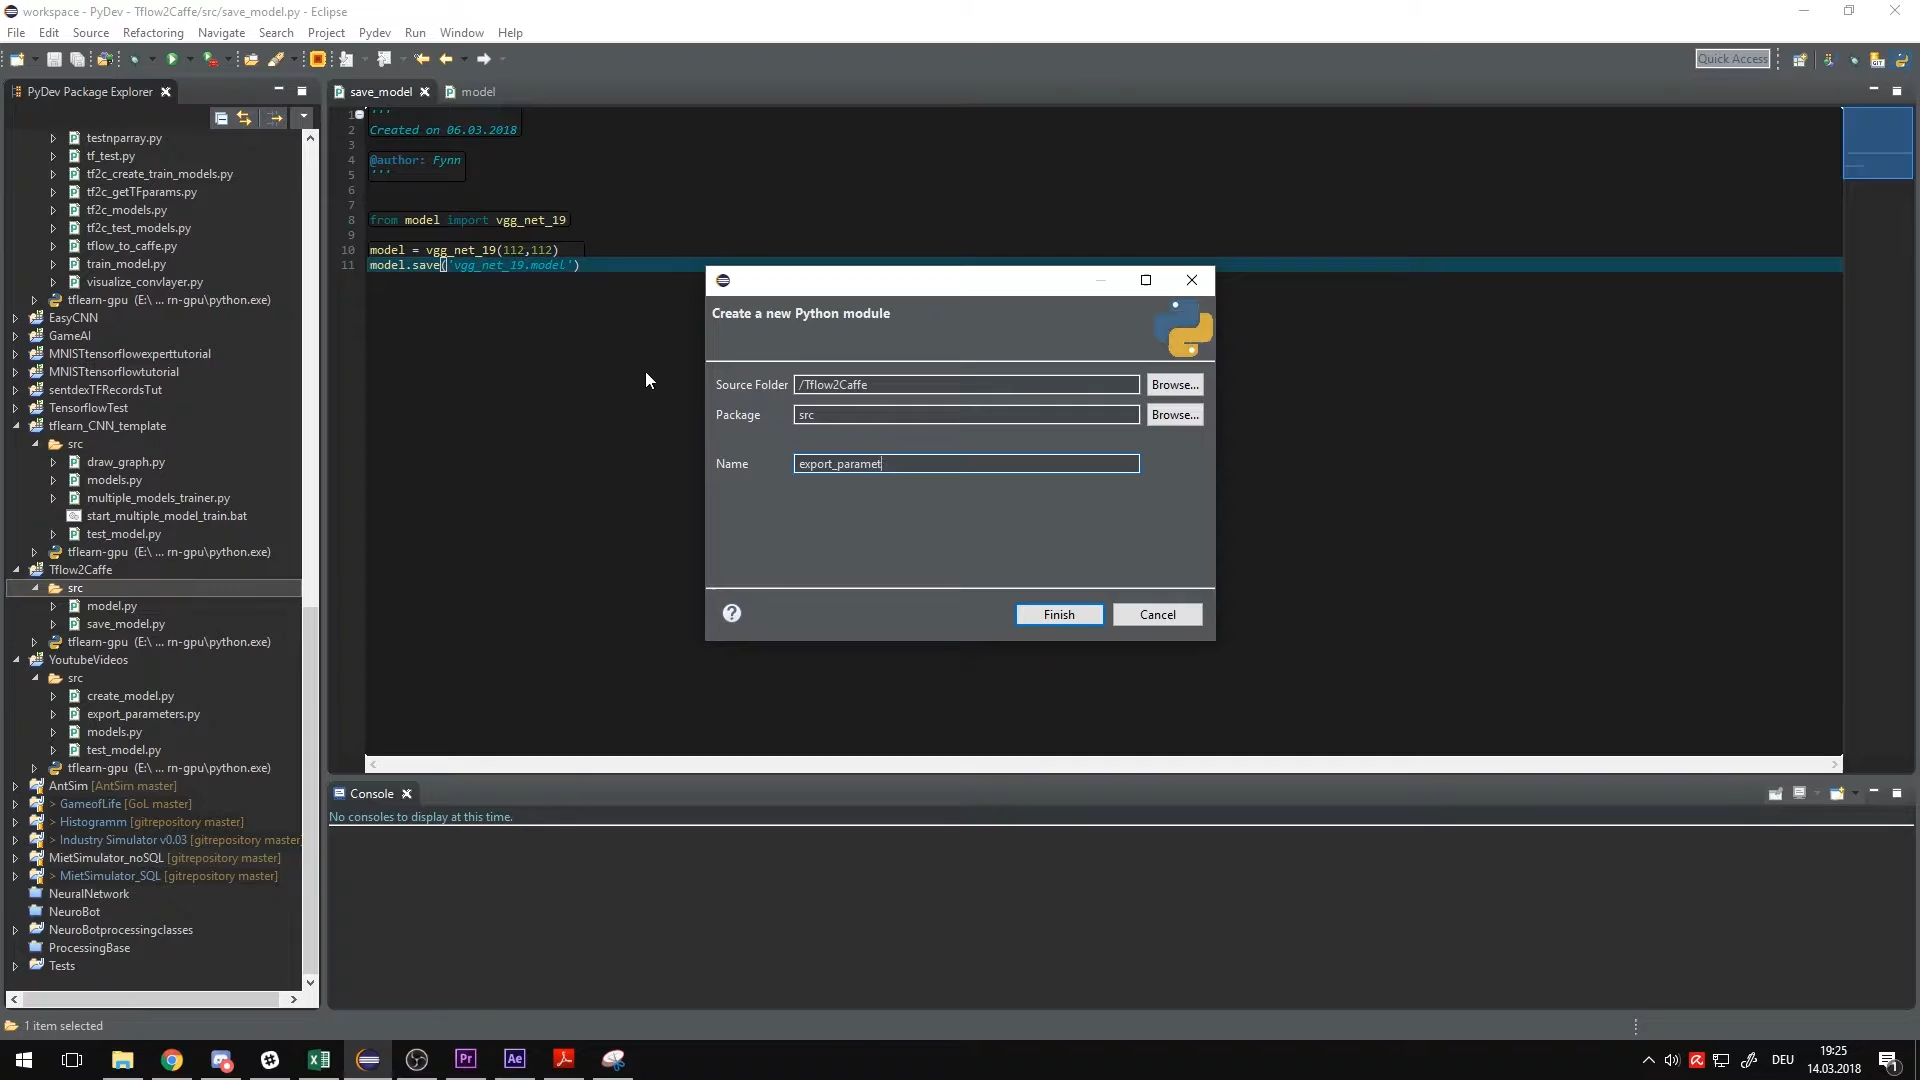 workspace - PyDev - Tflow2Caffe/src/save_model.py - Eclipse
File Edit Source Refactoring Navigate Search Project Pydev Run Window Help
Quick Access
PyDev Package Explorer
save_model
model
testnparray.py
tf_test.py
tf2c_create_train_models.py
tf2c_getTFparams.py
tf2c_models.py
tf2c_test_models.py
tflow_to_caffe.py
train_model.py
visualize_convlayer.py
tflearn-gpu (E:\ ... rn-gpu\python.exe)
EasyCNN
GameAI
MNISTtensorflowexperttutorial
MNISTtensorflowtutorial
sentdexTFRecordsTut
TensorflowTest
tflearn_CNN_template
src
draw_graph.py
models.py
multiple_models_trainer.py
start_multiple_model_train.bat
test_model.py
tflearn-gpu (E:\ ... rn-gpu\python.exe)
Tflow2Caffe
src
model.py
save_model.py
tflearn-gpu (E:\ ... rn-gpu\python.exe)
YoutubeVideos
src
create_model.py
export_parameters.py
models.py
test_model.py
tflearn-gpu (E:\ ... rn-gpu\python.exe)
AntSim [AntSim master]
> GameofLife [GoL master]
> Histogramm [gitrepository master]
> Industry Simulator v0.03 [gitrepository master]
MietSimulator_noSQL [gitrepository master]
> MietSimulator_SQL [gitrepository master]
NeuralNetwork
NeuroBot
NeuroBotprocessingclasses
ProcessingBase
Tests
1 '''
2 Created on 06.03.2018
3
4 @author: Fynn
5 '''
6
7
8 from model import vgg_net_19
9
10 model = vgg_net_19(112,112)
11 model.save('vgg_net_19.model')
Create a new Python module
Source Folder /Tflow2Caffe Browse...
Package src Browse...
Name export_paramet
Finish Cancel
Console
No consoles to display at this time.
1 item selected
Pr Ae
DEU
19:25
14.03.2018
1